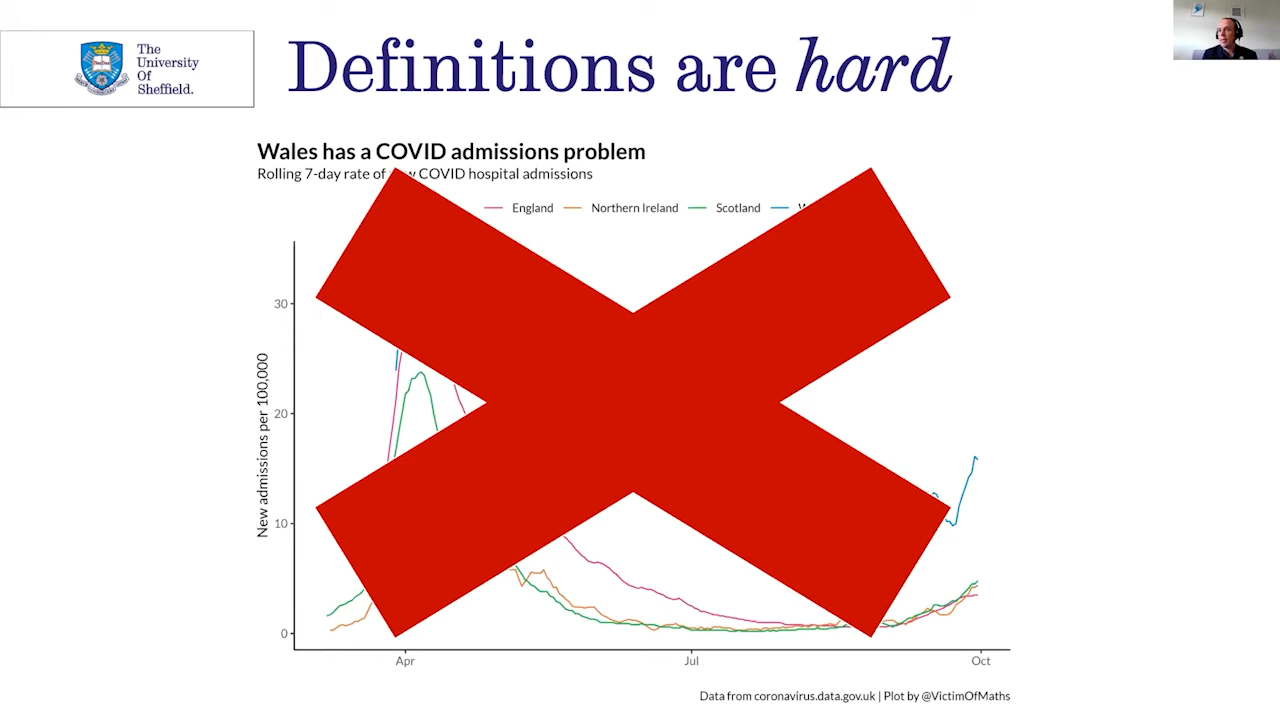 The
University
Of
Sheffield.
Definitions are hard
Wales has a COVID admissions problem
Rolling 7-day rate of COVID hospital admissions
England Northern Ireland Scotland
New admissions per 100,000
30
20
10
0
Apr Jul Oct
Data from coronavirus.data.gov.uk | Plot by @VictimOfMaths